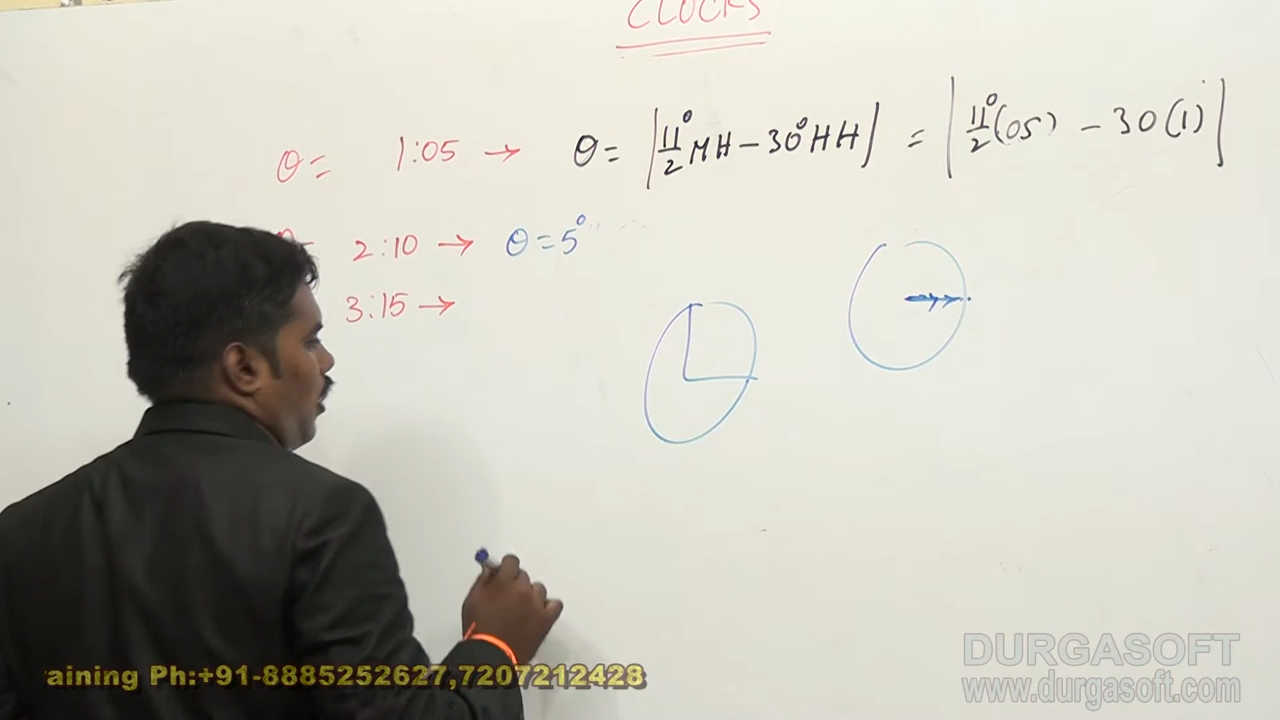 CLOCKS
θ = 1:05 → θ = |11°/2 MH - 30° HH| = |11°/2 (05) - 30(1)|
2:10 → θ = 5°
3:15 →
aining Ph:+91-8885252627,7207212428
DURGASOFT
www.durgasoft.com